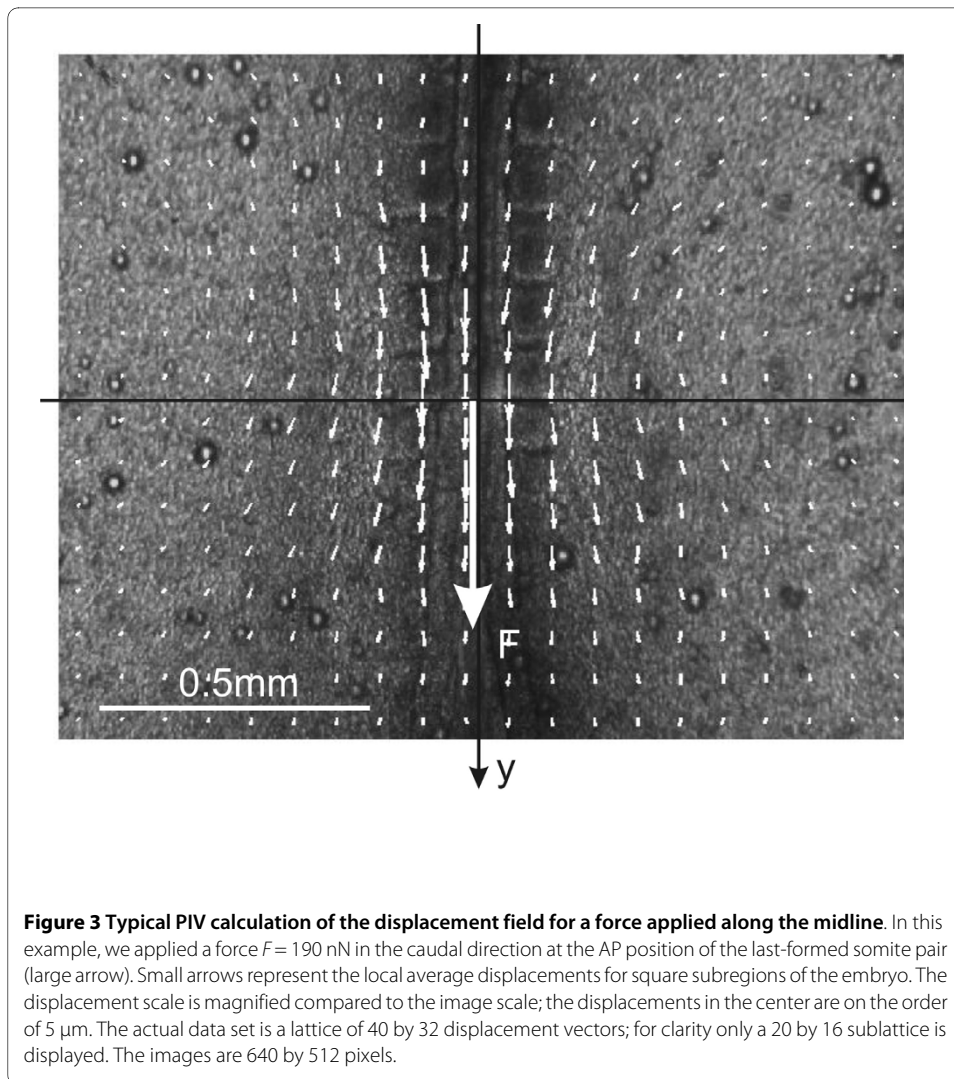 F
0.5mm
y
Figure 3 Typical PIV calculation of the displacement field for a force applied along the midline. In this
example, we applied a force F = 190 nN in the caudal direction at the AP position of the last-formed somite pair
(large arrow). Small arrows represent the local average displacements for square subregions of the embryo. The
displacement scale is magnified compared to the image scale; the displacements in the center are on the order
of 5 μm. The actual data set is a lattice of 40 by 32 displacement vectors; for clarity only a 20 by 16 sublattice is
displayed. The images are 640 by 512 pixels.